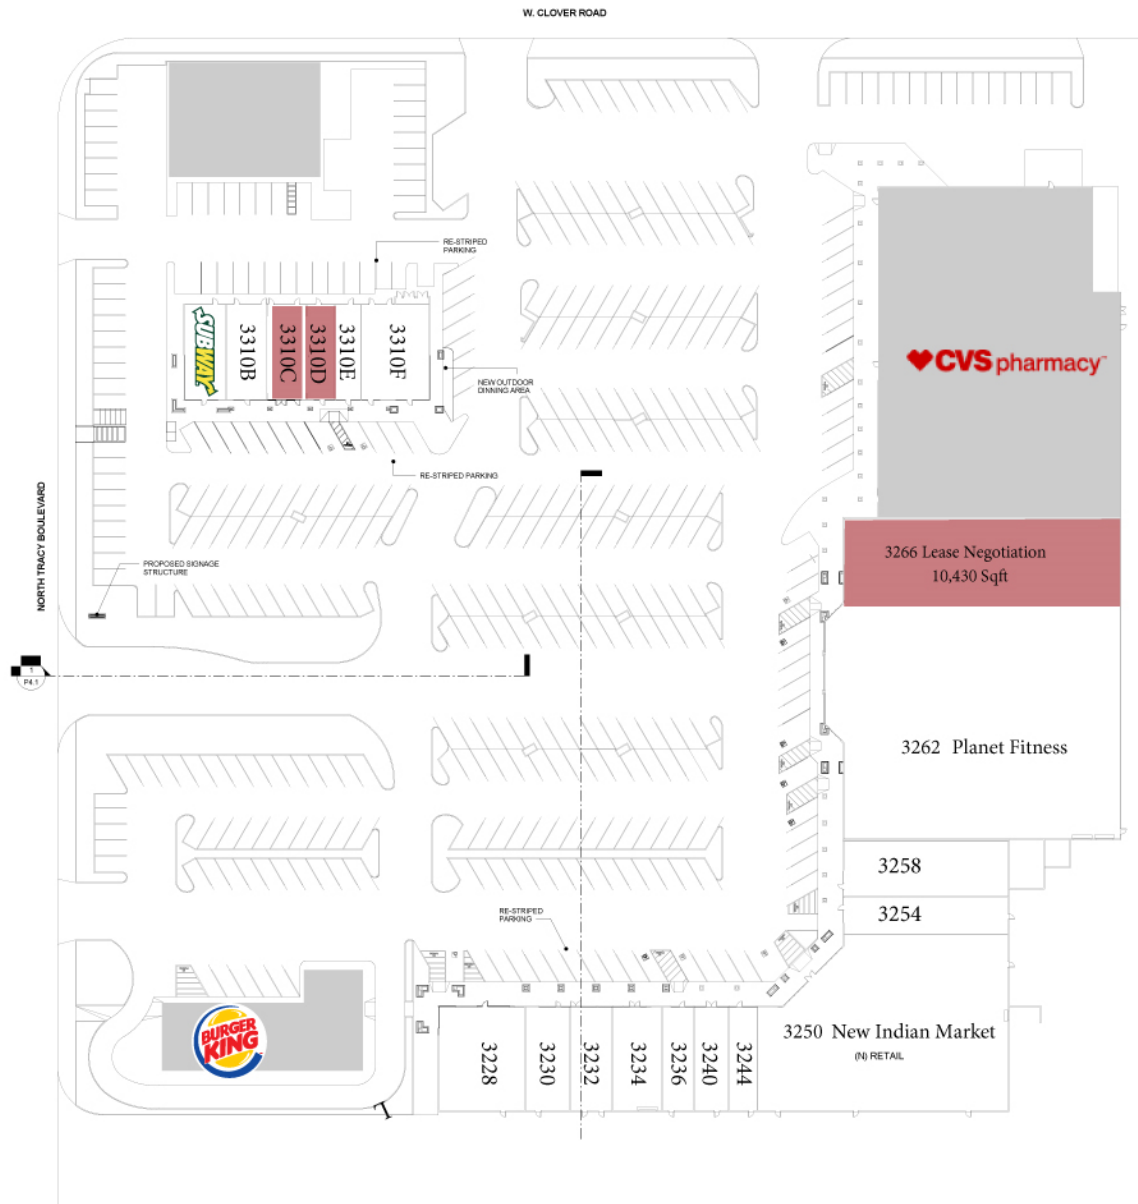 W. CLOVER ROAD
RE-STRIPED
PARKING
SUBWAY
3310B
3310C
3310D
3310E
3310F
NEW OUTDOOR
DINNING AREA
CVS pharmacy
RE-STRIPED PARKING
NORTH TRACY BOULEVARD
3266 Lease Negotiation
10,430 Sqft
PROPOSED SIGNAGE
STRUCTURE
1
P4.1
3262 Planet Fitness
3258
3254
RE-STRIPED
PARKING
BURGER
KING
3228
3230
3232
3234
3236
3240
3244
3250 New Indian Market
(N) RETAIL
T